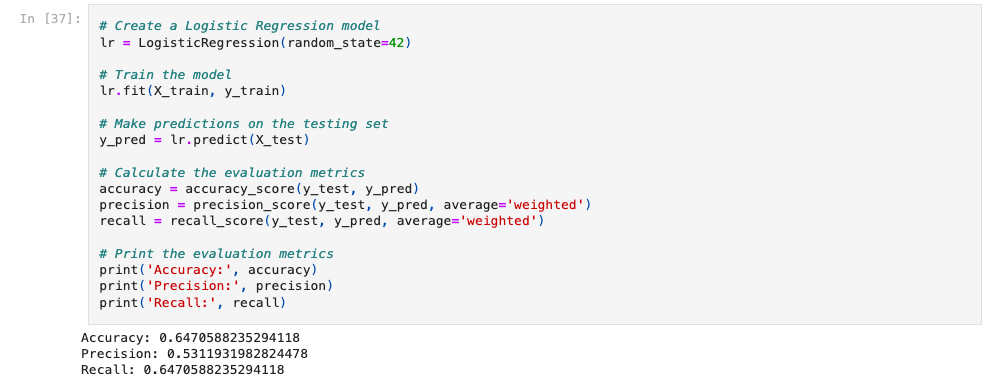 In [37]:
# Create a Logistic Regression model
lr = LogisticRegression(random_state=42)
# Train the model
lr.fit(X_train, y_train)
# Make predictions on the testing set
y_pred = lr.predict(X_test)
# Calculate the evaluation metrics
accuracy = accuracy_score(y_test, y_pred)
precision = precision_score(y_test, y_pred, average='weighted')
recall = recall_score(y_test, y_pred, average='weighted')
# Print the evaluation metrics
print('Accuracy:', accuracy)
print('Precision:', precision)
print('Recall:', recall)
Accuracy: 0.6470588235294118
Precision: 0.5311931982824478
Recall: 0.6470588235294118